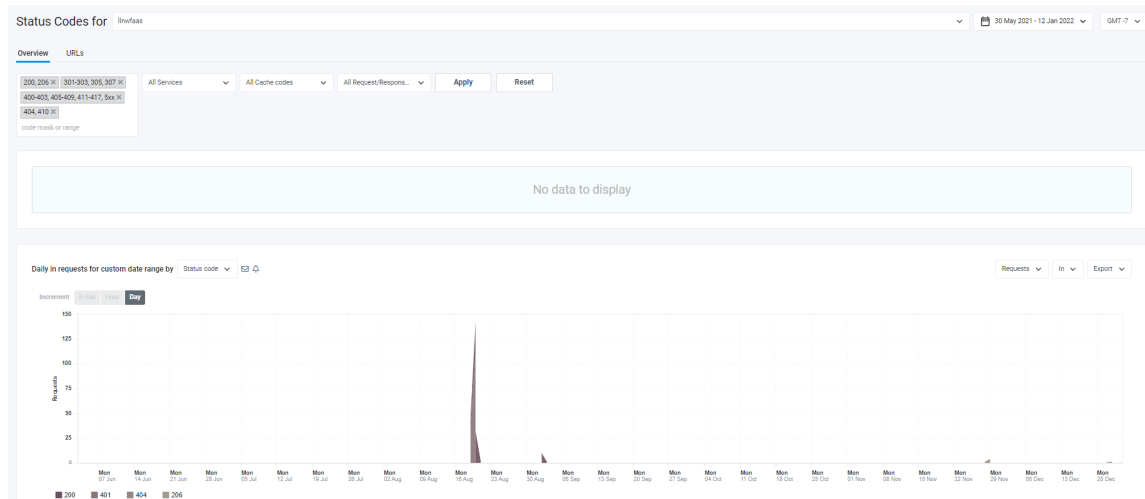 Status Codes for llnwfaas 30 May 2021 - 12 Jan 2022 GMT -7
Overview URLs
200, 206 × 301-303, 305, 307 × All Services All Cache codes All Request/Respons... Apply Reset
400-403, 405-409, 411-417, 5xx ×
404, 410 ×
code mask or range
No data to display
Daily in requests for custom date range by Status code Requests In Export
Increment 5 min Hour Day
150
125
100
75
50
25
0
Requests
Mon Mon Mon Mon Mon Mon Mon Mon Mon Mon Mon Mon Mon Mon Mon Mon Mon Mon Mon Mon Mon Mon Mon Mon Mon Mon Mon Mon Mon
07 Jun 14 Jun 21 Jun 28 Jun 05 Jul 12 Jul 19 Jul 26 Jul 02 Aug 09 Aug 16 Aug 23 Aug 30 Aug 06 Sep 13 Sep 20 Sep 27 Sep 04 Oct 11 Oct 18 Oct 25 Oct 01 Nov 08 Nov 15 Nov 22 Nov 29 Nov 06 Dec 13 Dec 20 Dec
200 401 404 206